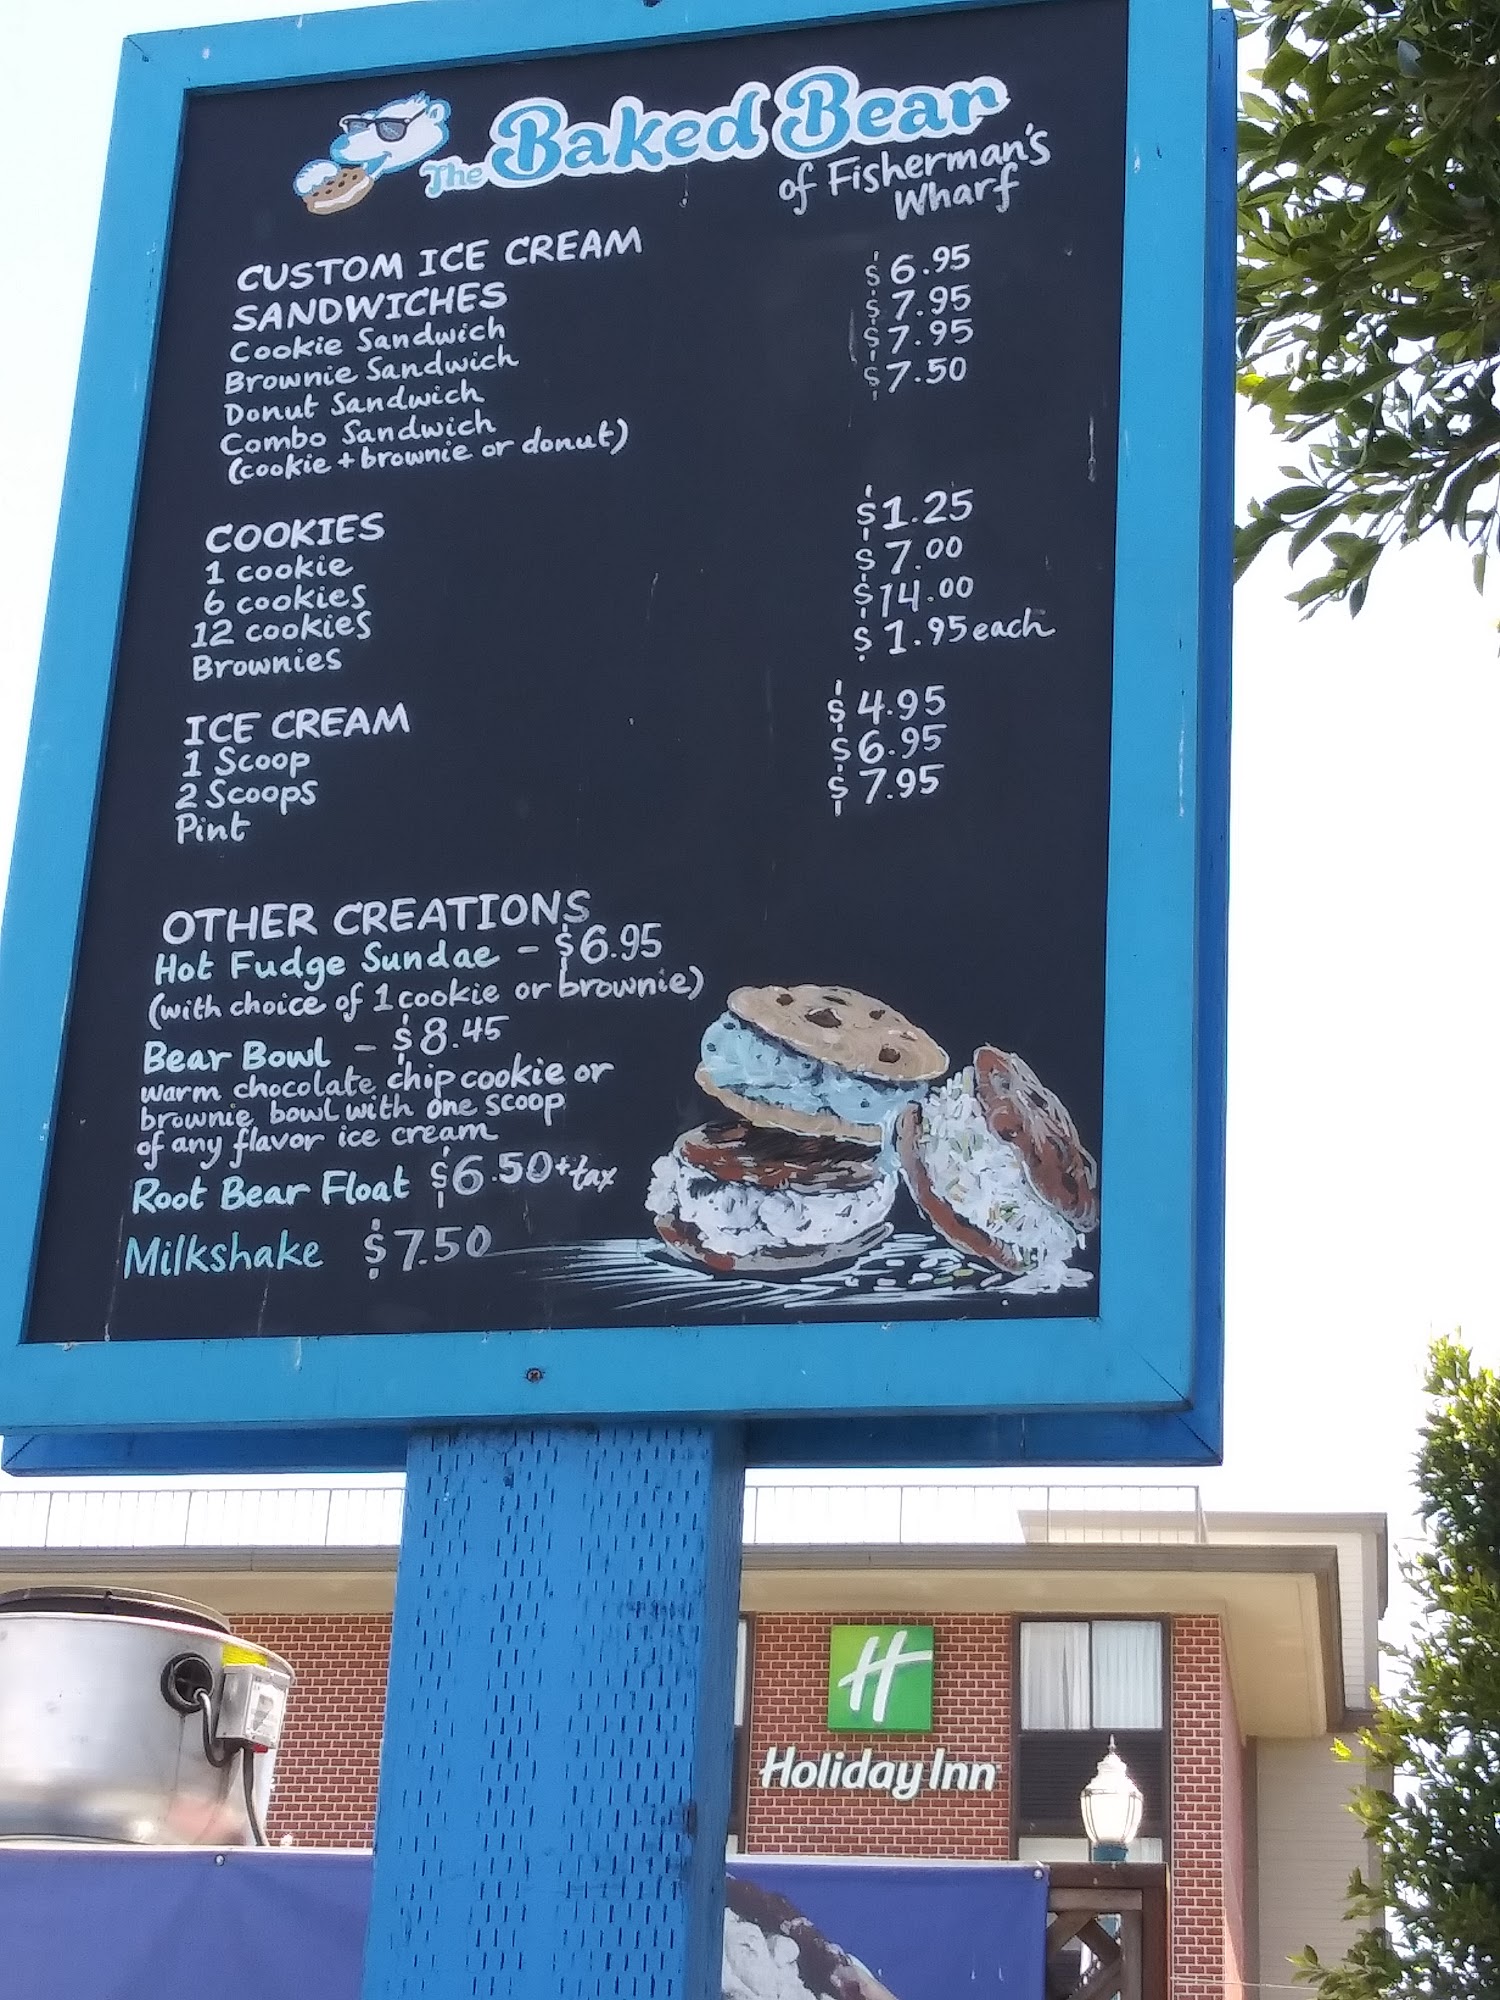 The Baked Bear
of Fisherman's
Wharf
CUSTOM ICE CREAM
SANDWICHES
Cookie Sandwich $6.95
Brownie Sandwich $7.95
Donut Sandwich $7.95
Combo Sandwich $7.50
(cookie + brownie or donut)
COOKIES
1 cookie $1.25
6 cookies $7.00
12 cookies $14.00
Brownies $1.95 each
ICE CREAM
1 Scoop $4.95
2 Scoops $6.95
Pint $7.95
OTHER CREATIONS
Hot Fudge Sundae - $6.95
(with choice of 1 cookie or brownie)
Bear Bowl - $8.45
warm chocolate chip cookie or
brownie bowl with one scoop
of any flavor ice cream
Root Bear Float $6.50+tax
Milkshake $7.50
H
Holiday Inn